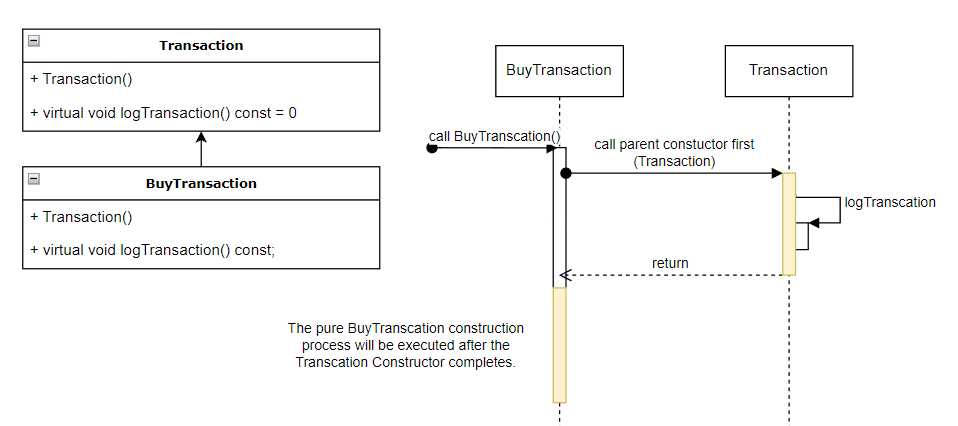 Transaction
+ Transaction()
+ virtual void logTransaction() const = 0
BuyTransaction
+ Transaction()
+ virtual void logTransaction() const;
BuyTransaction
Transaction
call BuyTranscation()
call parent constuctor first
(Transaction)
logTranscation
return
The pure BuyTranscation construction
process will be executed after the
Transcation Constructor completes.